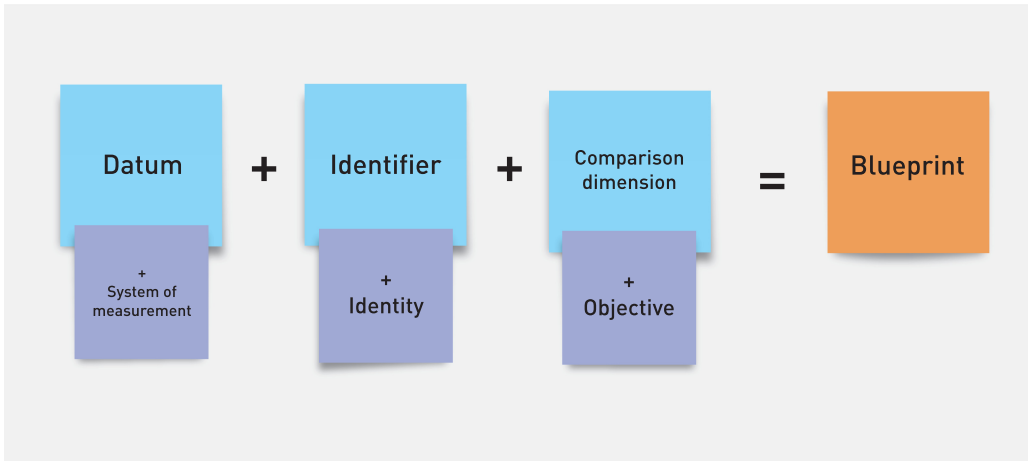 Datum
+
System of
measurement
+
Identifier
+
Identity
+
Comparison
dimension
+
Objective
=
Blueprint